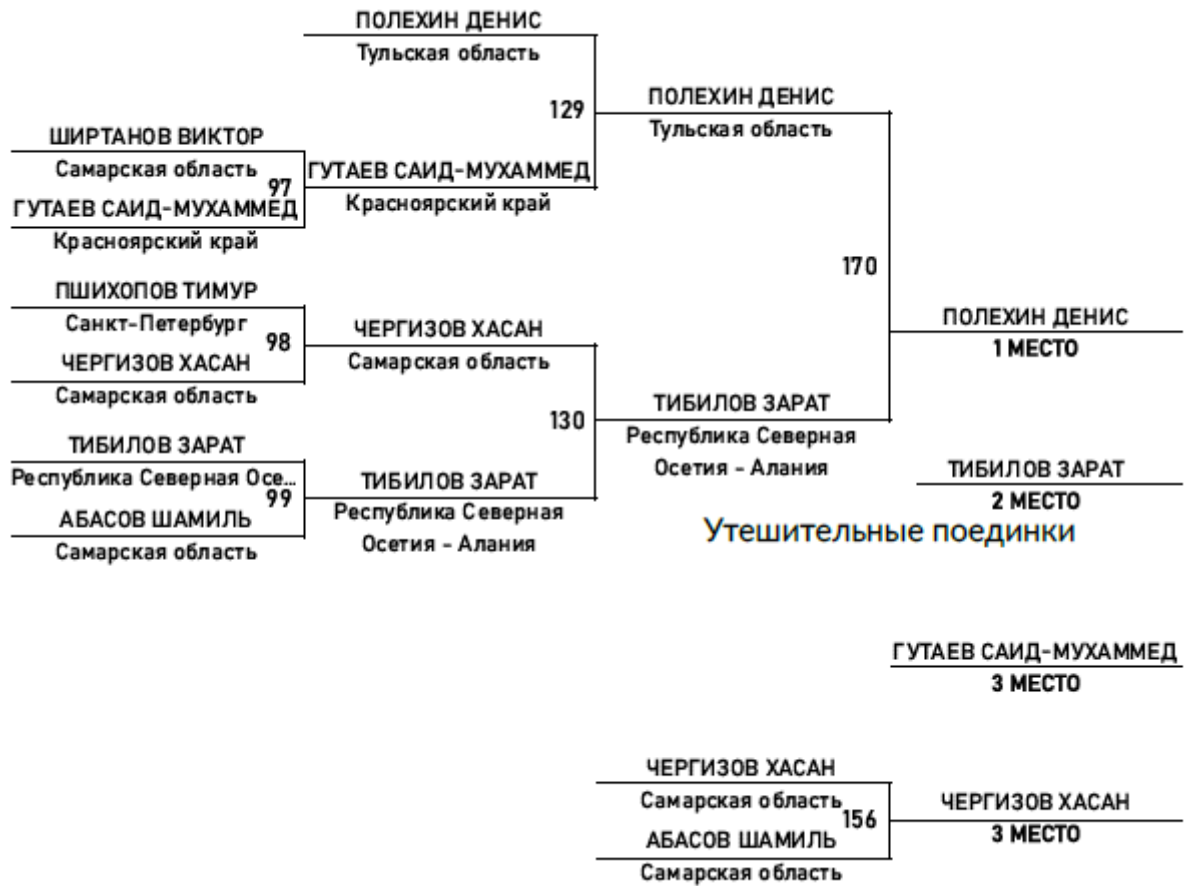 ПОЛЕХИН ДЕНИС
Тульская область
129
ПОЛЕХИН ДЕНИС
Тульская область
ШИРТАНОВ ВИКТОР
Самарская область
97
ГУТАЕВ САИД-МУХАММЕД
Красноярский край
ГУТАЕВ САИД-МУХАММЕД
Красноярский край
170
ПШИХОПОВ ТИМУР
Санкт-Петербург
98
ЧЕРГИЗОВ ХАСАН
Самарская область
ЧЕРГИЗОВ ХАСАН
Самарская область
ПОЛЕХИН ДЕНИС
1 МЕСТО
130
ТИБИЛОВ ЗАРАТ
Республика Северная
Осетия - Алания
ТИБИЛОВ ЗАРАТ
Республика Северная Осе...
99
АБАСОВ ШАМИЛЬ
Самарская область
ТИБИЛОВ ЗАРАТ
Республика Северная
Осетия - Алания
ТИБИЛОВ ЗАРАТ
2 МЕСТО
Утешительные поединки
ГУТАЕВ САИД-МУХАММЕД
3 МЕСТО
ЧЕРГИЗОВ ХАСАН
Самарская область
156
АБАСОВ ШАМИЛЬ
Самарская область
ЧЕРГИЗОВ ХАСАН
3 МЕСТО